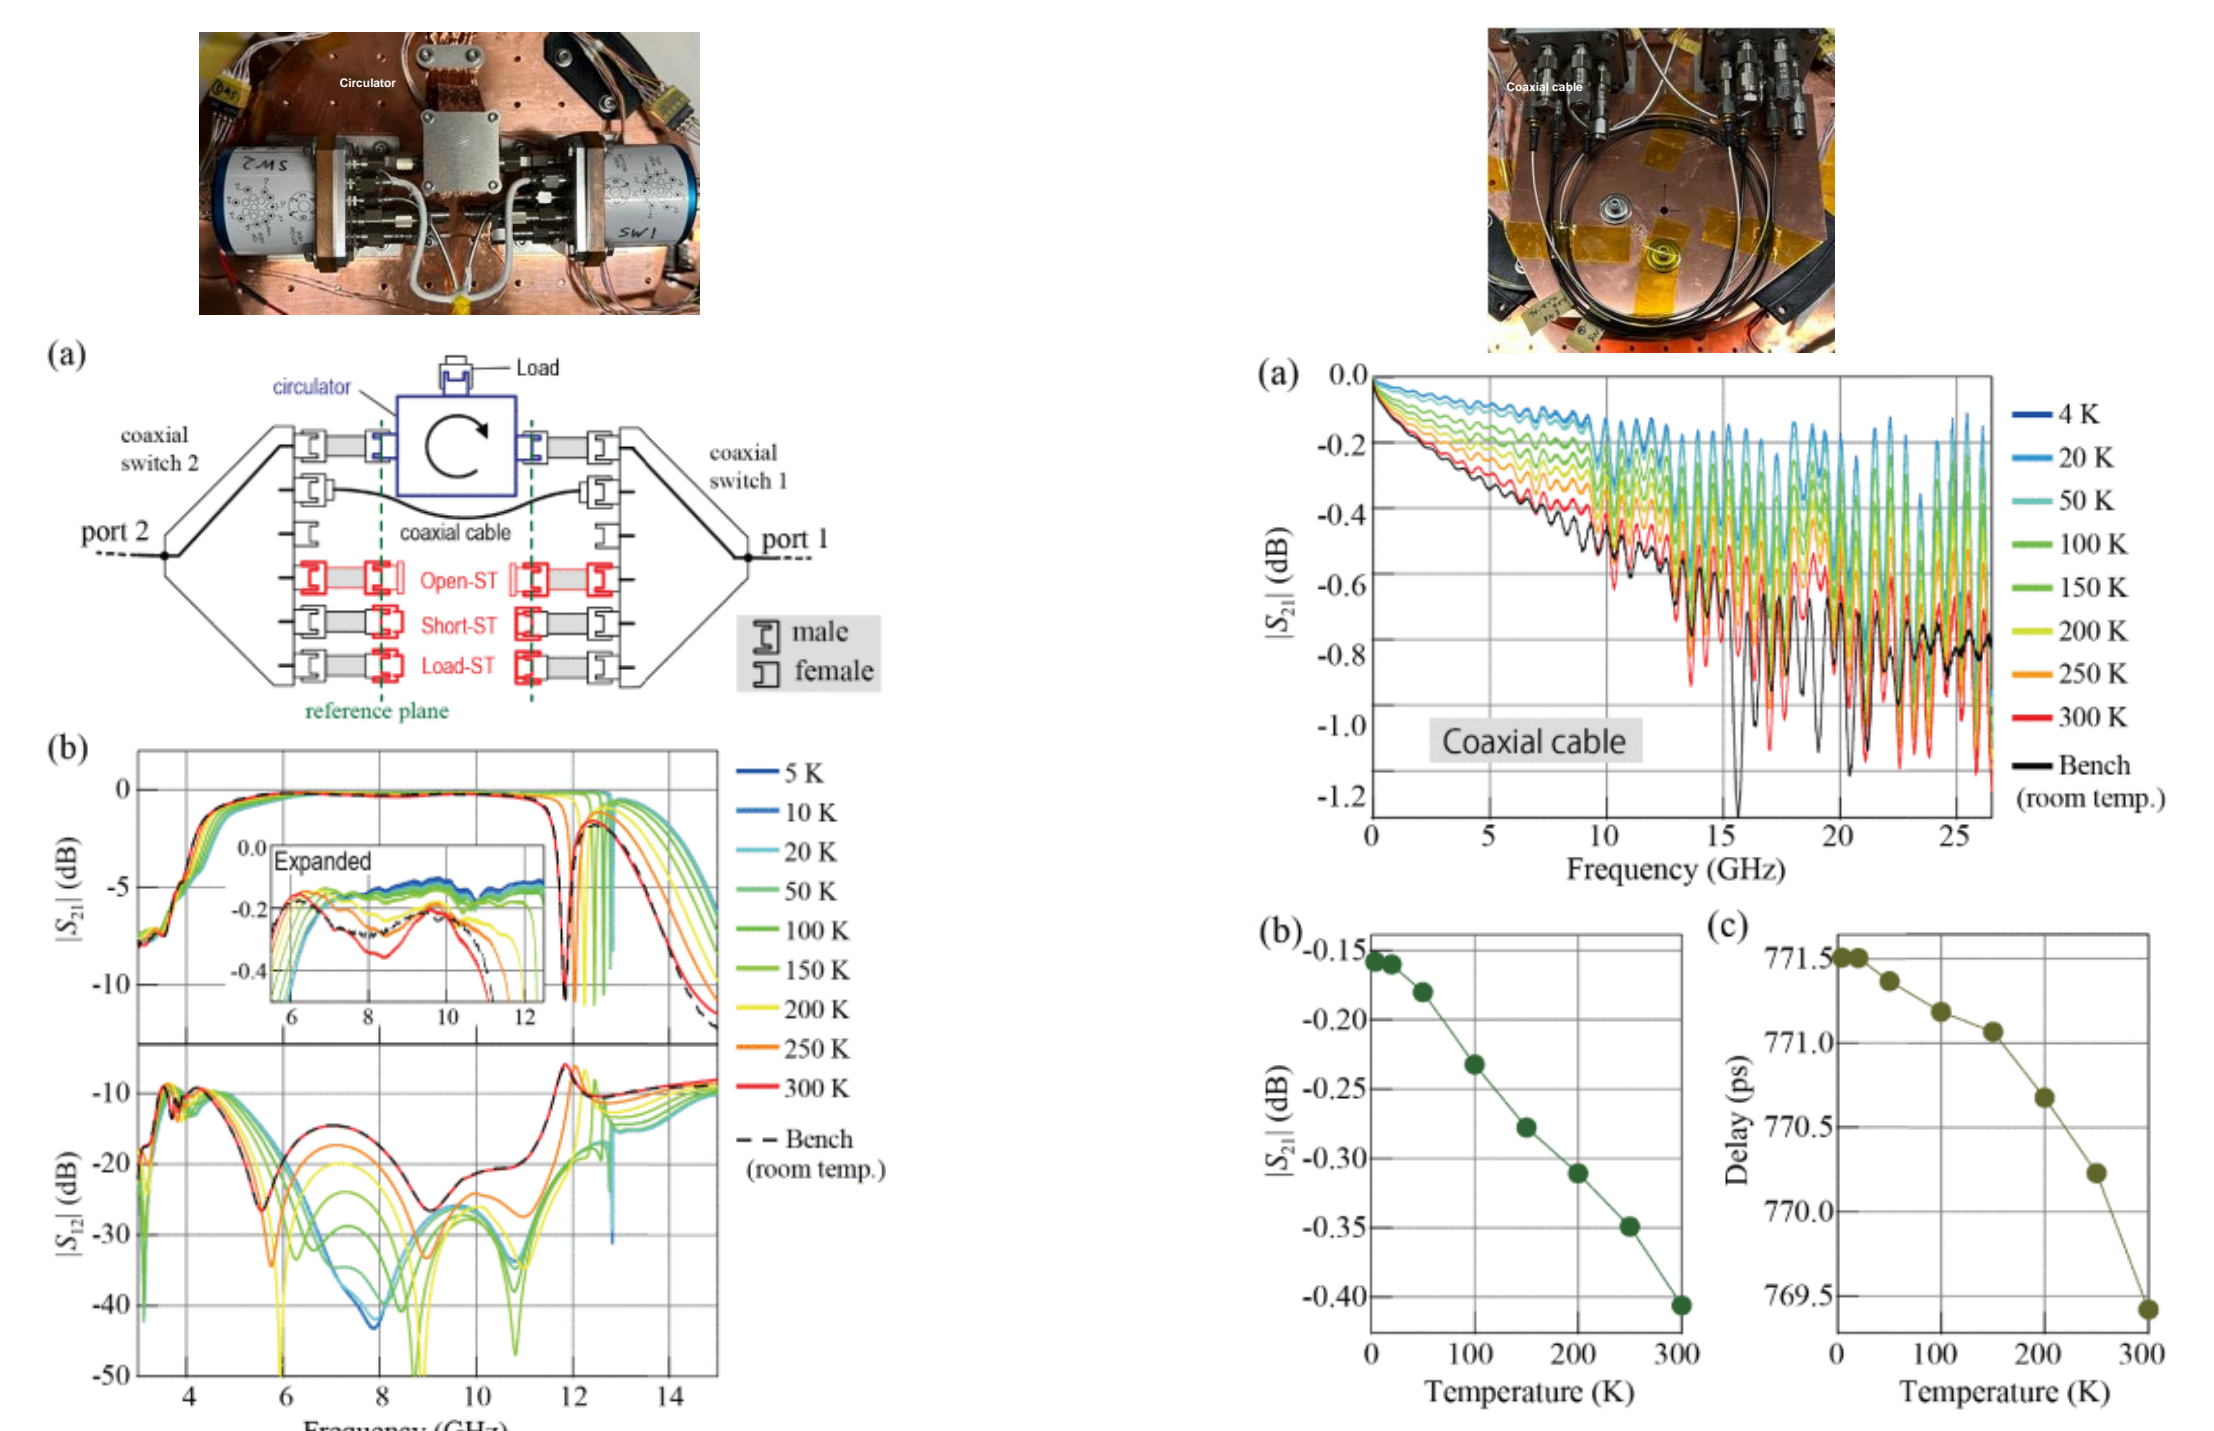 Circulator
SW2
SW1
(a)
Load
circulator
coaxial
switch 2
coaxial
switch 1
port 2
coaxial cable
port 1
Open-ST
Short-ST
Load-ST
male
female
reference plane
(b)
0
-5
-10
|S21| (dB)
Expanded
0.0
-0.2
-0.4
6
8
10
12
5 K
10 K
20 K
50 K
100 K
150 K
200 K
250 K
300 K
Bench
(room temp.)
-10
-20
-30
-40
-50
|S12| (dB)
4
6
8
10
12
14
Frequency (GHz)
Coaxial cable
(a)
0.0
-0.2
-0.4
-0.6
-0.8
-1.0
-1.2
|S21| (dB)
Coaxial cable
0
5
10
15
20
25
Frequency (GHz)
4 K
20 K
50 K
100 K
150 K
200 K
250 K
300 K
Bench
(room temp.)
(b)
-0.15
-0.20
-0.25
-0.30
-0.35
-0.40
|S21| (dB)
0
100
200
300
Temperature (K)
(c)
771.5
771.0
770.5
770.0
769.5
Delay (ps)
0
100
200
300
Temperature (K)